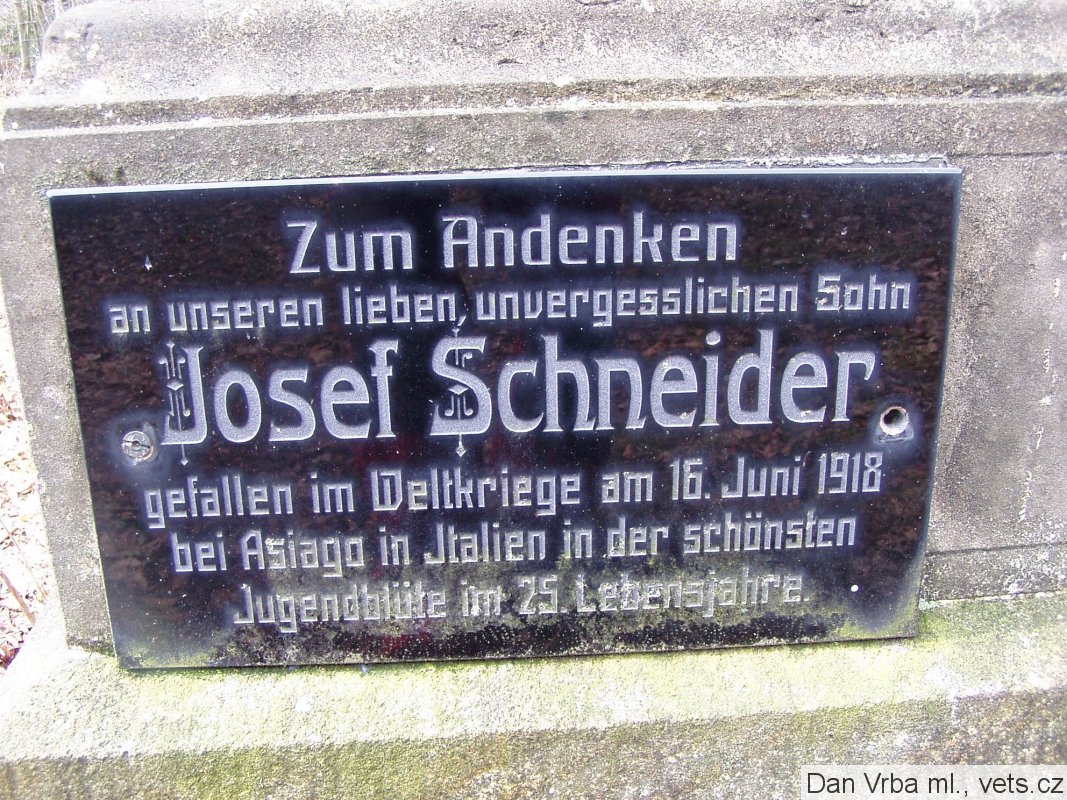 Zum Andenken
an unseren lieben, unvergesslichen Sohn
Josef Schneider
gefallen im Weltkriege am 16. Juni 1918
bei Asiago in Jtalien in der schönsten
Jugendblüte im 25. Lebensjahre.
Dan Vrba ml., vets.cz